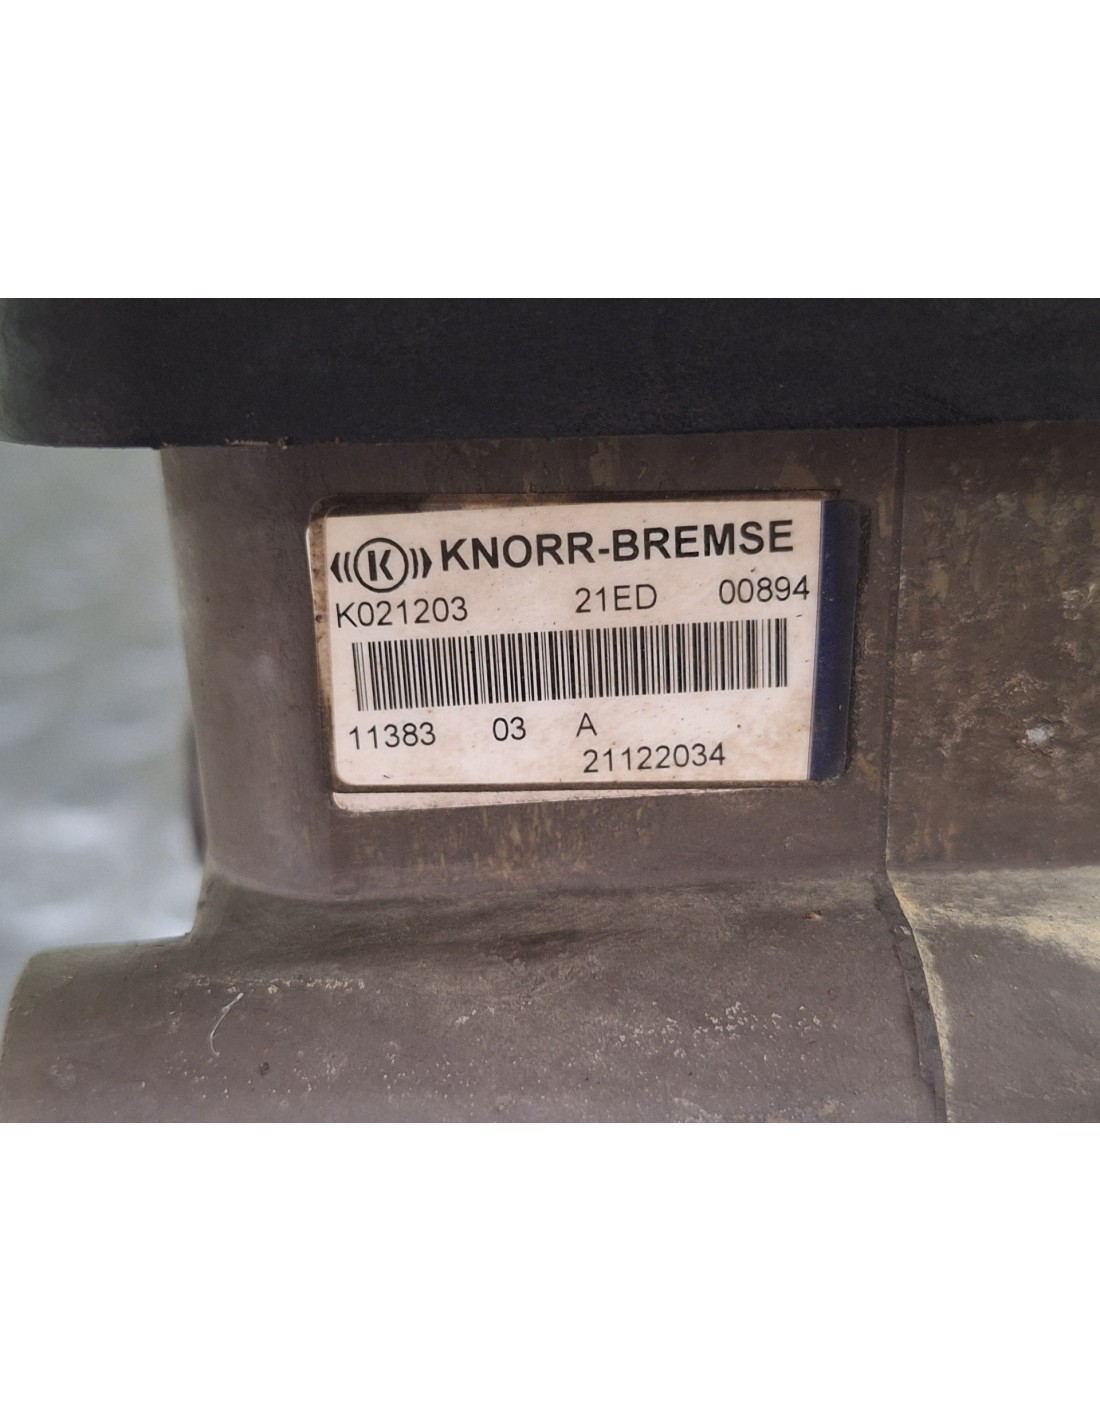 ((K)) KNORR-BREMSE
K021203 21ED 00894
11383 03 A
21122034